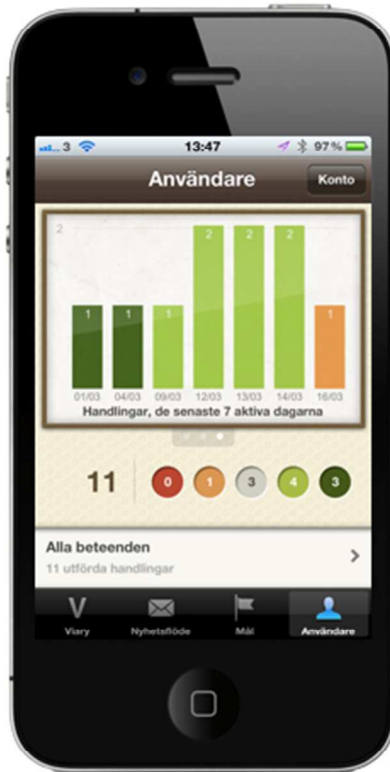 3 13:47 97%
Användare Konto
2
1 1 1 2 2 2 1
01/03 04/03 09/03 12/03 13/03 14/03 16/03
Handlingar, de senaste 7 aktiva dagarna
11 0 1 3 4 3
Alla beteenden
11 utförda handlingar
V
Viary Nyhetsflöde Mål Användare